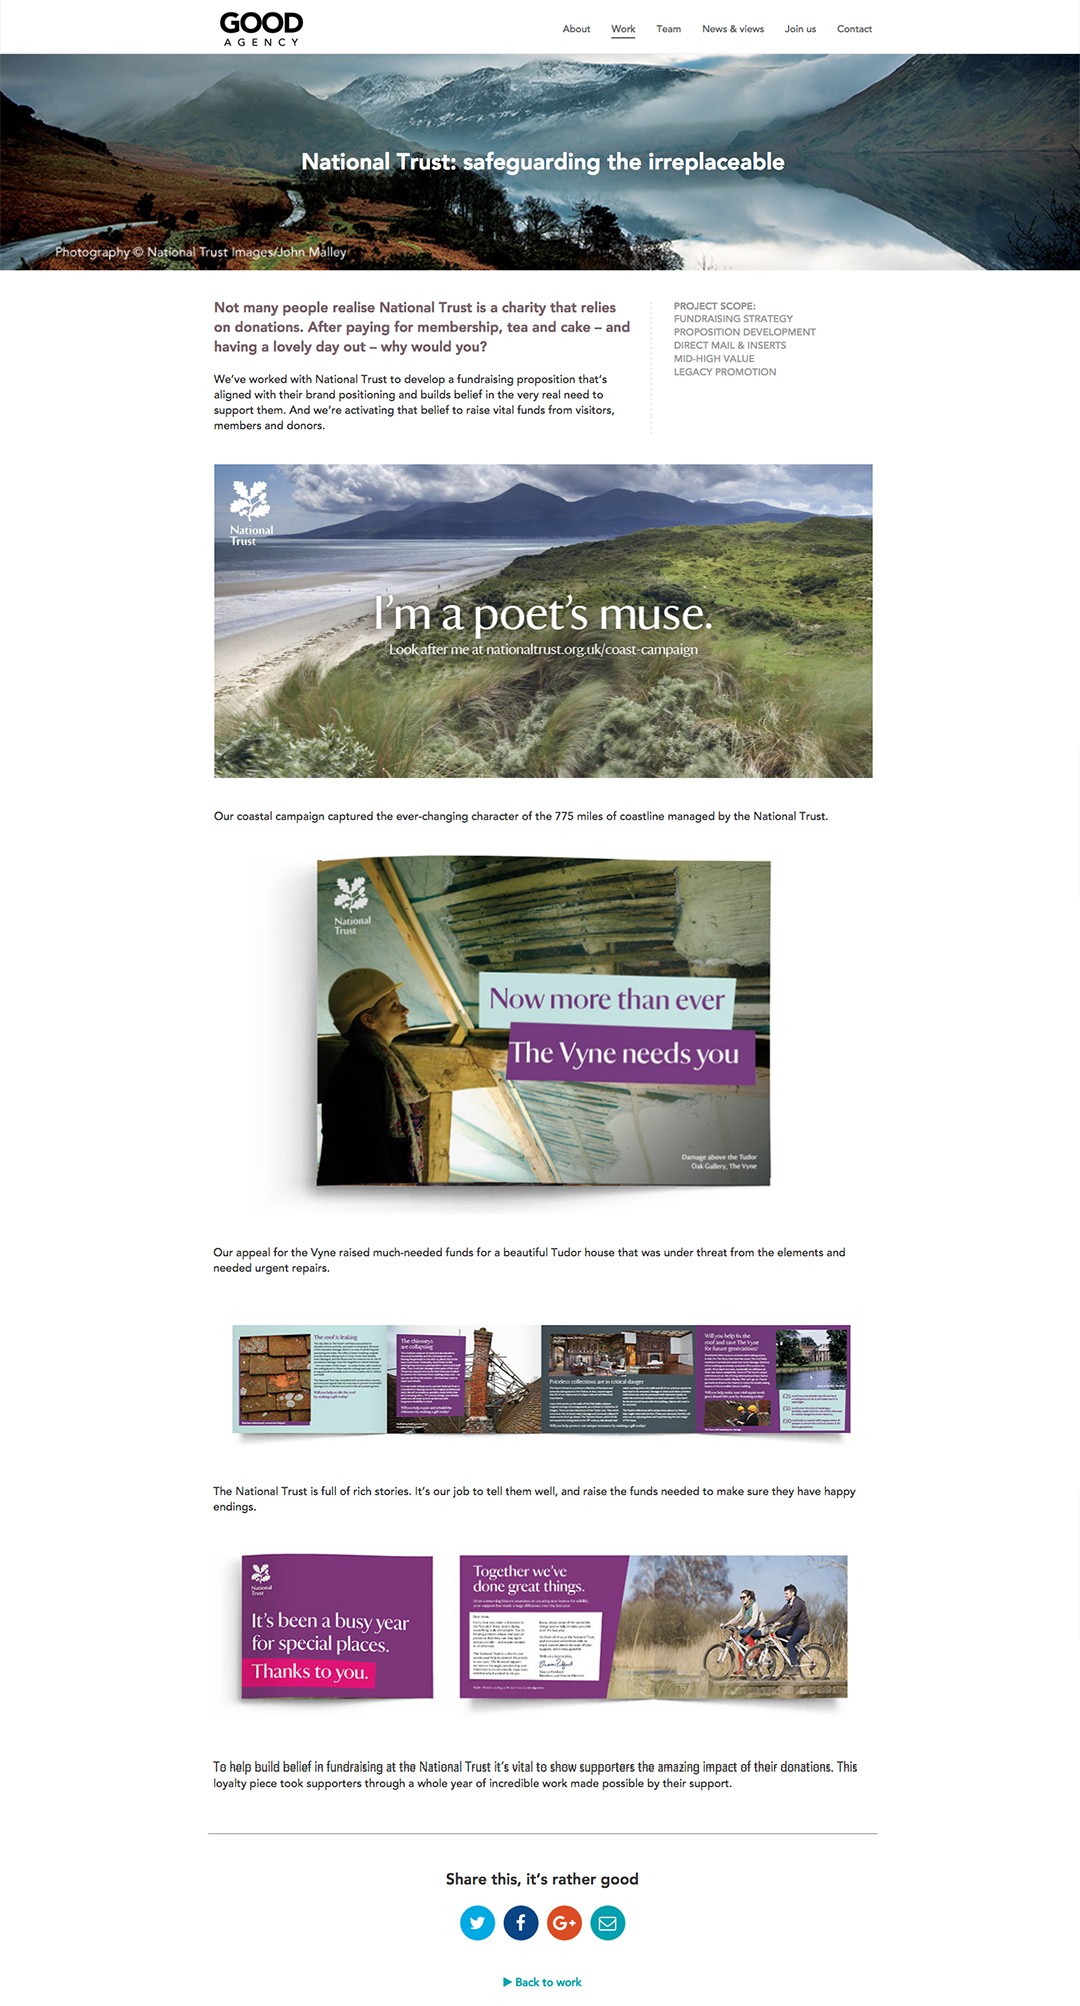 GOOD
AGENCY
About Work Team News & views Join us Contact
National Trust: safeguarding the irreplaceable
Photography © National Trust Images/John Malley
Not many people realise National Trust is a charity that relies
on donations. After paying for membership, tea and cake – and
having a lovely day out – why would you?
We've worked with National Trust to develop a fundraising proposition that's
aligned with their brand positioning and builds belief in the very real need to
support them. And we're activating that belief to raise vital funds from visitors,
members and donors.
PROJECT SCOPE:
FUNDRAISING STRATEGY
PROPOSITION DEVELOPMENT
DIRECT MAIL & INSERTS
MID-HIGH VALUE
LEGACY PROMOTION
National
Trust
I'm a poet's muse.
Look after me at nationaltrust.org.uk/coast-campaign
Our coastal campaign captured the ever-changing character of the 775 miles of coastline managed by the National Trust.
National
Trust
Now more than ever
The Vyne needs you
Damage above the Tudor
Oak Gallery, The Vyne
Our appeal for the Vyne raised much-needed funds for a beautiful Tudor house that was under threat from the elements and
needed urgent repairs.
The roof is leaking
The chimneys
are collapsing
Priceless collections are in critical danger
Will you help fix the
roof and save The Vyne
for future generations?
The National Trust is full of rich stories. It's our job to tell them well, and raise the funds needed to make sure they have happy
endings.
National
Trust
It's been a busy year
for special places.
Thanks to you.
Together we've
done great things.
To help build belief in fundraising at the National Trust it's vital to show supporters the amazing impact of their donations. This
loyalty piece took supporters through a whole year of incredible work made possible by their support.
Share this, it's rather good
Back to work